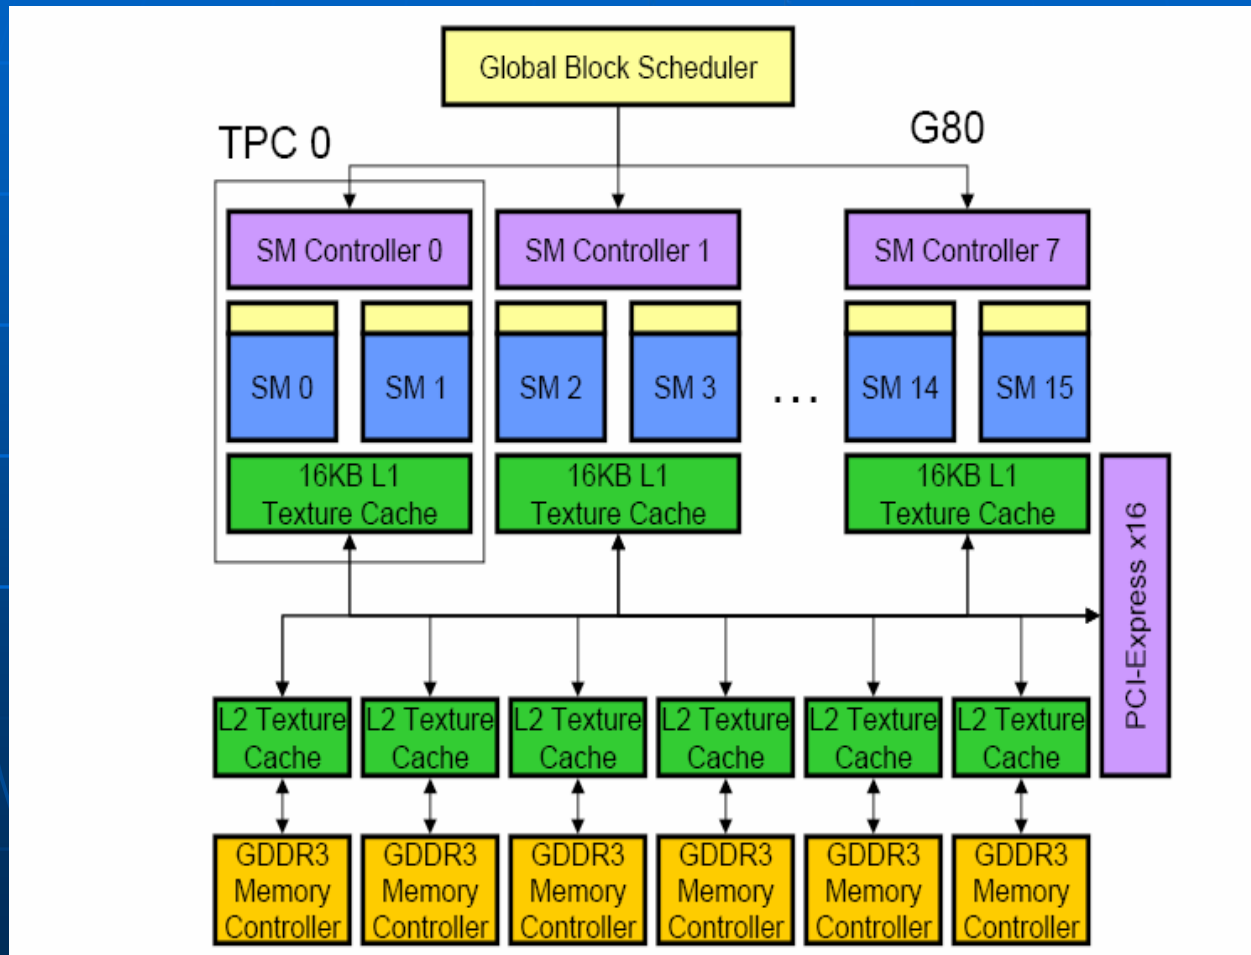 Global Block Scheduler
TPC 0
G80
SM Controller 0
SM Controller 1
SM Controller 7
SM 0
SM 1
SM 2
SM 3
...
SM 14
SM 15
16KB L1
Texture Cache
16KB L1
Texture Cache
16KB L1
Texture Cache
PCI-Express x16
L2 Texture
Cache
L2 Texture
Cache
L2 Texture
Cache
L2 Texture
Cache
L2 Texture
Cache
L2 Texture
Cache
GDDR3
Memory
Controller
GDDR3
Memory
Controller
GDDR3
Memory
Controller
GDDR3
Memory
Controller
GDDR3
Memory
Controller
GDDR3
Memory
Controller